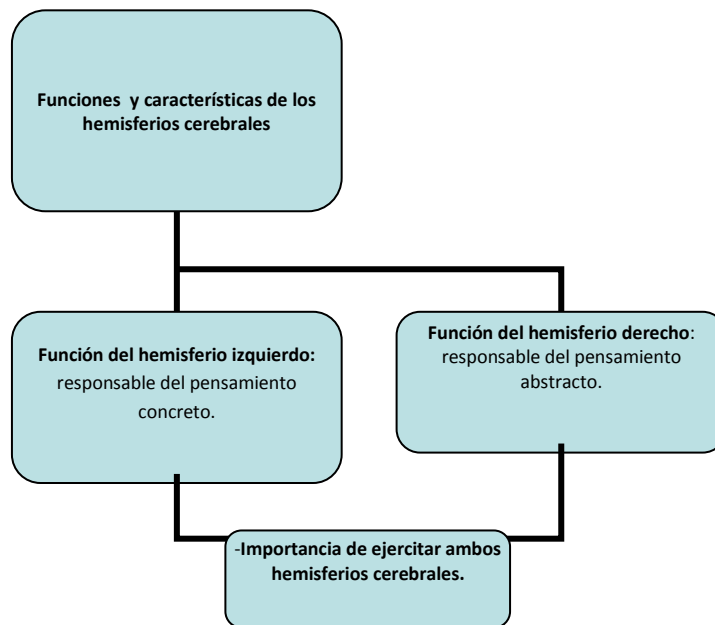 Funciones y características de los
hemisferios cerebrales
Función del hemisferio izquierdo:
responsable del pensamiento
concreto.
Función del hemisferio derecho:
responsable del pensamiento
abstracto.
-Importancia de ejercitar ambos
hemisferios cerebrales.